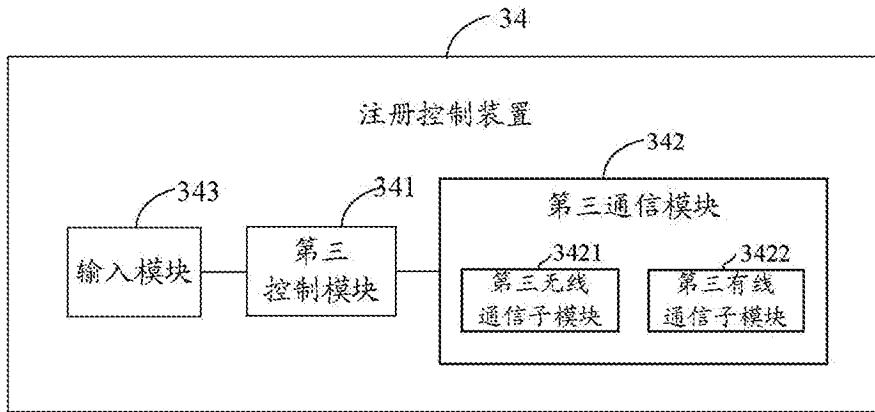 34
注册控制装置
342
343
341
第三通信模块
输入模块
第三
控制模块
3421
3422
第三无线
通信子模块
第三有线
通信子模块